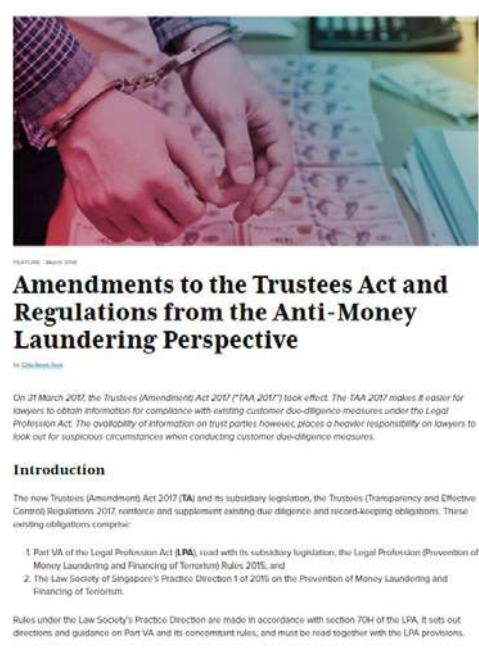 FEATURE March 2018
Amendments to the Trustees Act and
Regulations from the Anti-Money
Laundering Perspective
by
On 31 March 2017, the Trustees (Amendment) Act 2017 ("TAA 2017") took effect. The TAA 2017 makes it easier for
lawyers to obtain information for compliance with existing customer due-diligence measures under the Legal
Profession Act. The availability of information on trust parties however, places a heavier responsibility on lawyers to
look out for suspicious circumstances when conducting customer due-diligence measures.
Introduction
The new Trustees (Amendment) Act 2017 (TA) and its subsidiary legislation, the Trustees (Transparency and Effective
Control) Regulations 2017, reinforce and supplement existing due diligence and record-keeping obligations. These
existing obligations comprise:
1. Part VA of the Legal Profession Act (LPA), read with its subsidiary legislation, the Legal Profession (Prevention of
Money Laundering and Financing of Terrorism) Rules 2015; and
2. The Law Society of Singapore's Practice Direction 1 of 2015 on the Prevention of Money Laundering and
Financing of Terrorism.
Rules under the Law Society's Practice Direction are made in accordance with section 70H of the LPA. It sets out
directions and guidance on Part VA and its concomitant rules, and must be read together with the LPA provisions.